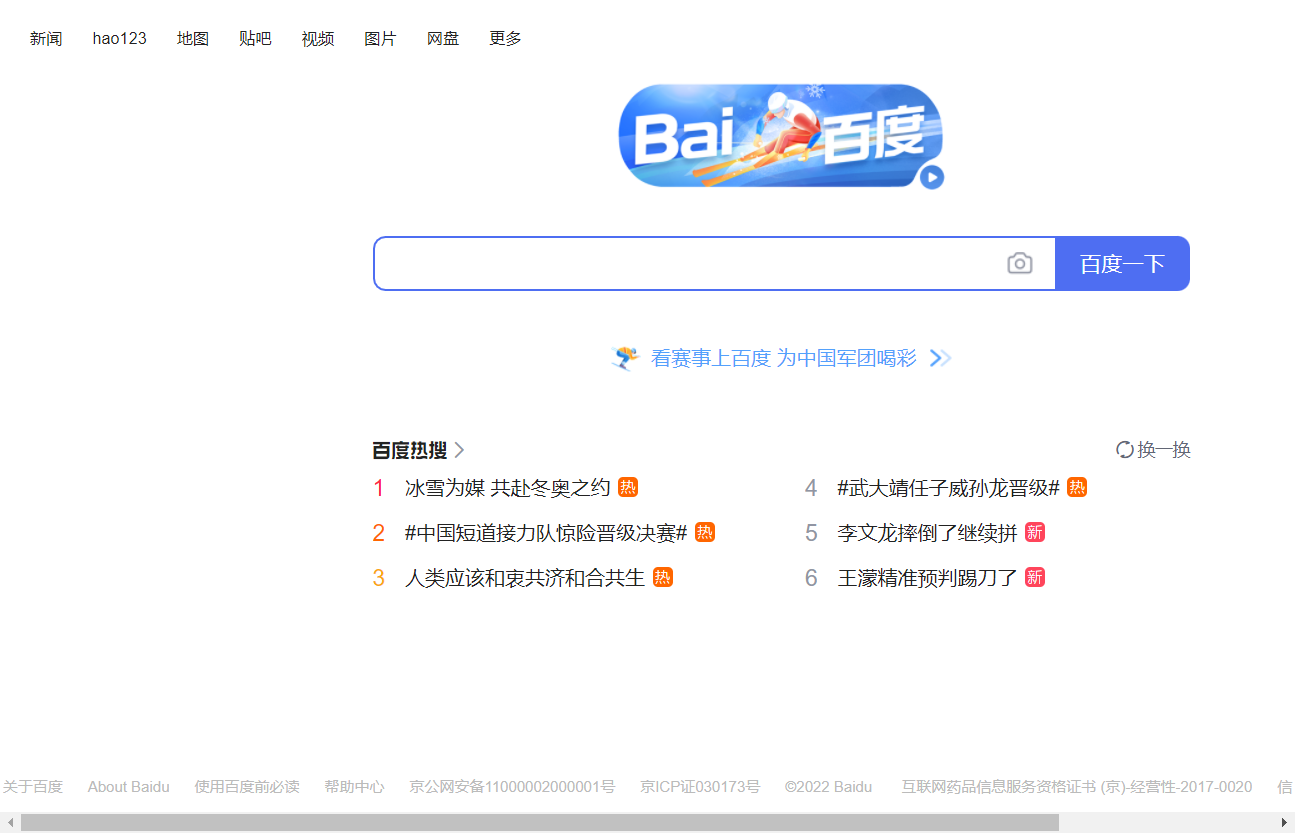 新闻 hao123 地图 贴吧 视频 图片 网盘 更多
Bai 百度
百度一下
看赛事上百度 为中国军团喝彩
百度热搜 换一换
1 冰雪为媒 共赴冬奥之约 热
4 #武大靖任子威孙龙晋级# 热
2 #中国短道接力队惊险晋级决赛# 热
5 李文龙摔倒了继续拼 新
3 人类应该和衷共济和合共生 热
6 王濛精准预判踢刀了 新
关于百度 About Baidu 使用百度前必读 帮助中心 京公网安备11000002000001号 京ICP证030173号 ©2022 Baidu 互联网药品信息服务资格证书 (京)-经营性-2017-0020 信